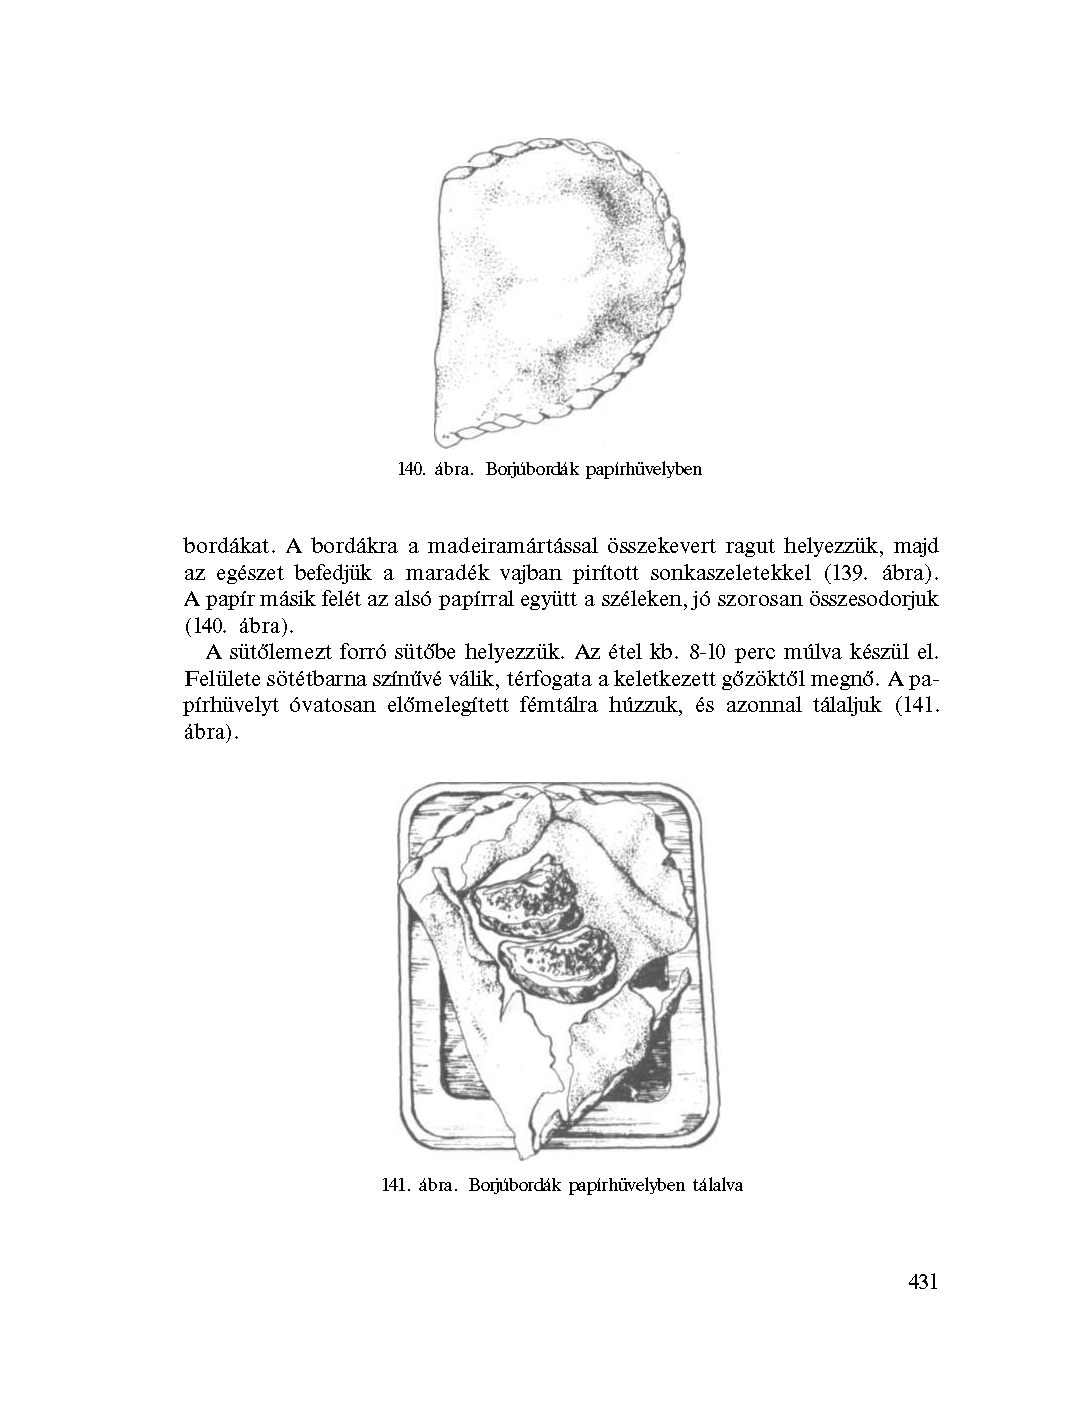 140. ábra. Borjúbordák papírhüvelyben
bordákat. A bordákra a madeiramártással összekevert ragut helyezzük, majd
az egészet befedjük a maradék vajban pirított sonkaszeletekkel (139. ábra).
A papír másik felét az alsó papírral együtt a széleken, jó szorosan összesodorjuk
(140. ábra).
A sütőlemezt forró sütőbe helyezzük. Az étel kb. 8-10 perc múlva készül el.
Felülete sötétbarna színűvé válik, térfogata a keletkezett gőzöktől megnő. A pa-
pírhüvelyt óvatosan előmelegített fémtálra húzzuk, és azonnal tálaljuk (141.
ábra).
141. ábra. Borjúbordák papírhüvelyben tálalva
431